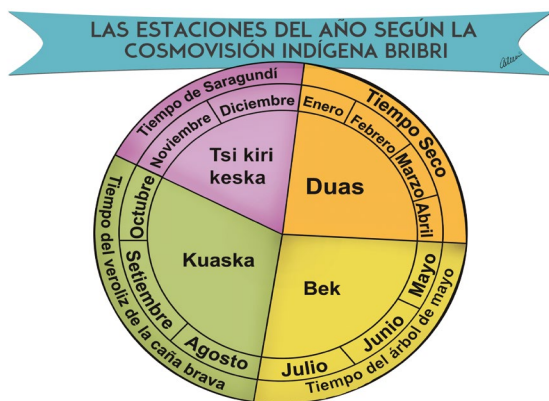 LAS ESTACIONES DEL AÑO SEGÚN LA
COSMOVISIÓN INDÍGENA BRIBRI
Tiempo de Saragundí
Noviembre
Diciembre
Tsi kiri
keska
Tiempo Seco
Enero
Febrero
Marzo
Abril
Duas
Tiempo del veroliz de la caña brava
Octubre
Setiembre
Agosto
Kuaska
Bek
Mayo
Junio
Julio
Tiempo del árbol de mayo